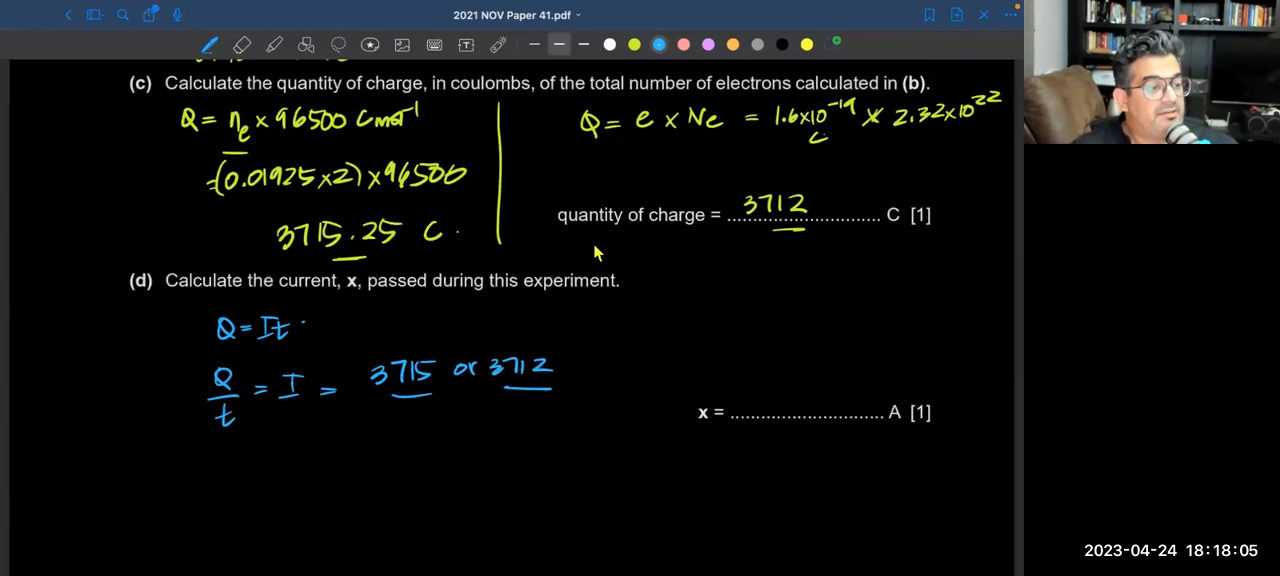 2021 NOV Paper 41.pdf
(c) Calculate the quantity of charge, in coulombs, of the total number of electrons calculated in (b).
Q = ne × 96500 C mol⁻¹
= (0.01925 × 2) × 96500
3715.25 C.
Q = e × Ne = 1.6×10⁻¹⁹ × 2.32×10²²
C
quantity of charge = 3712 C [1]
(d) Calculate the current, x, passed during this experiment.
Q = It
Q/t = I = 3715 or 3712
x = .............................. A [1]
2023-04-24 18:18:05